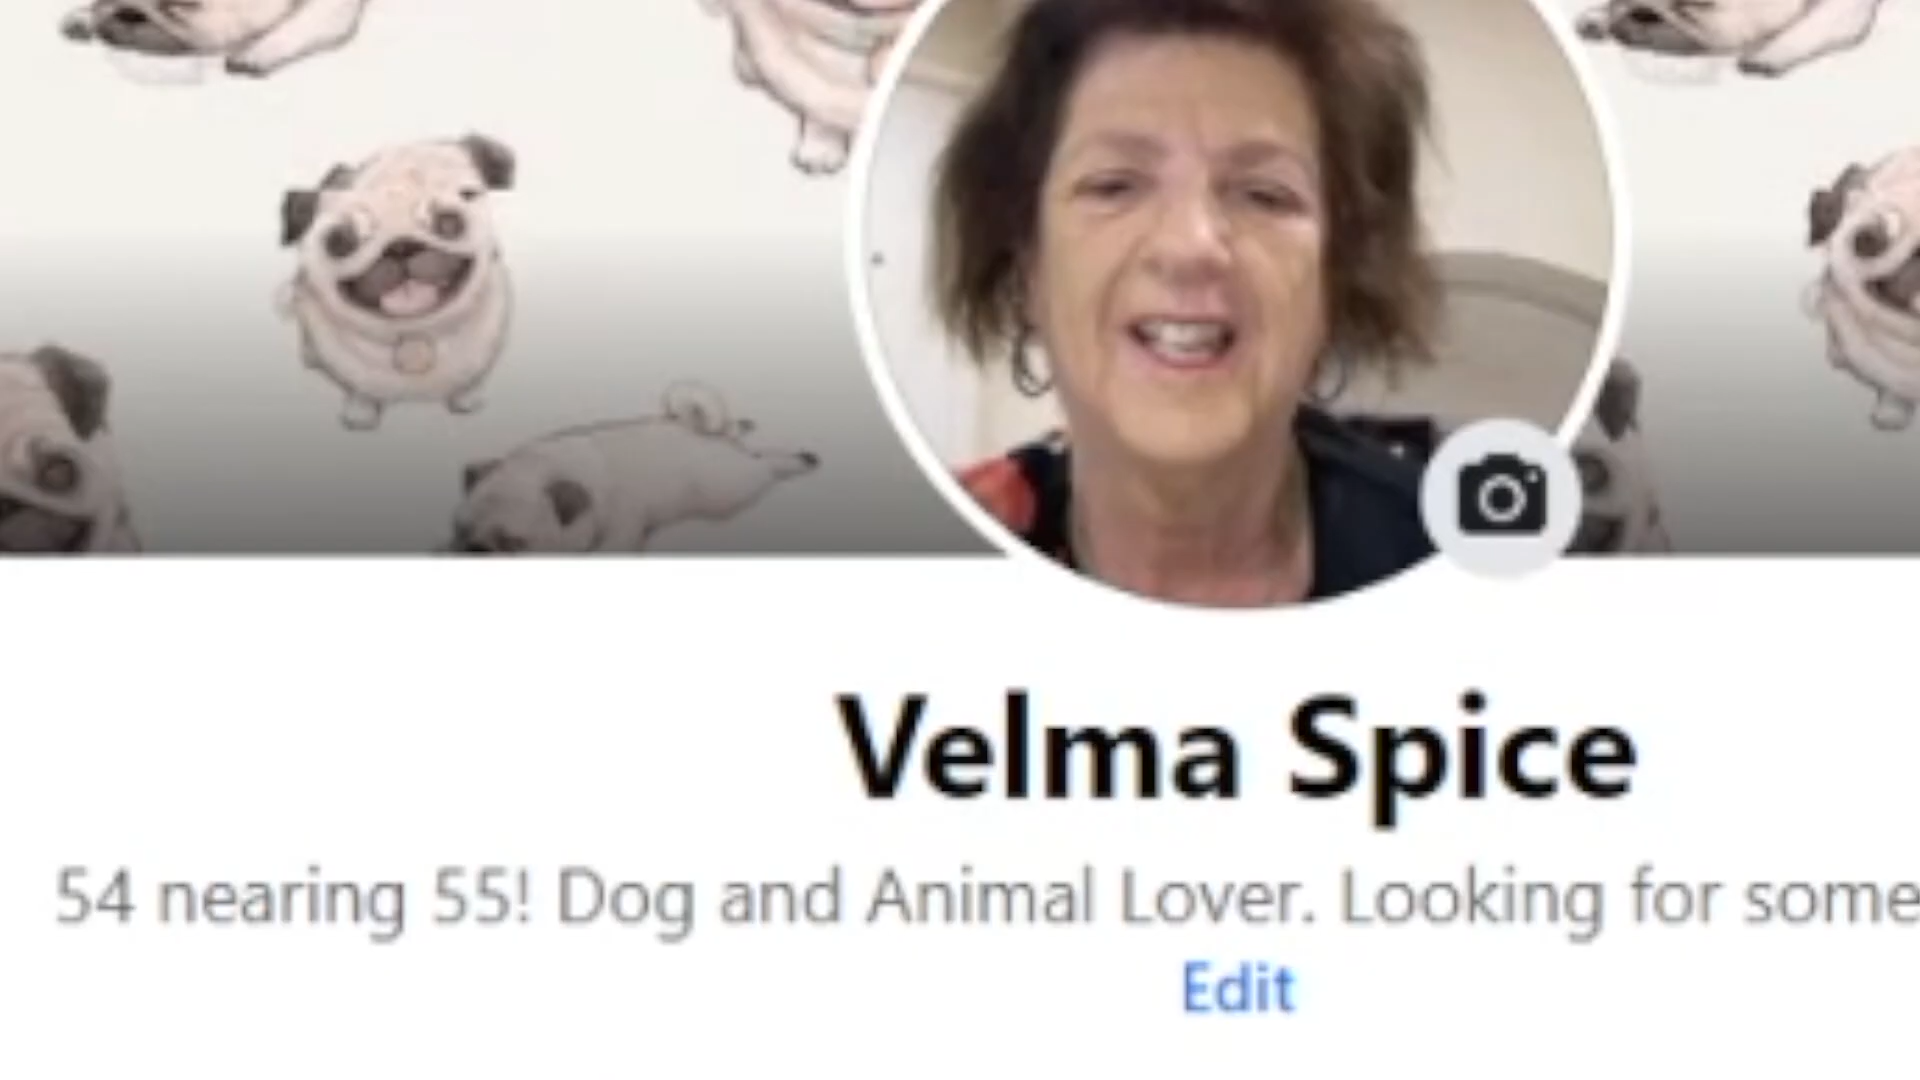 Velma Spice
54 nearing 55! Dog and Animal Lover. Looking for some
Edit